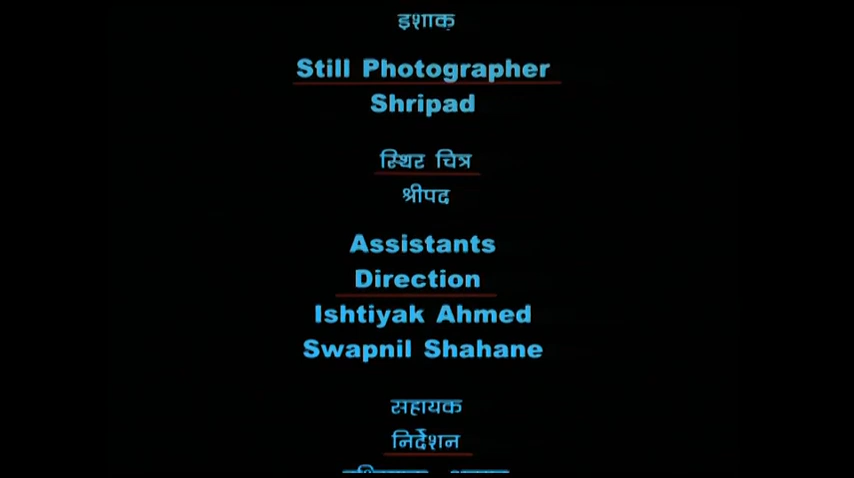 इशाक़
Still Photographer
Shripad
स्थिर चित्र
श्रीपद
Assistants
Direction
Ishtiyak Ahmed
Swapnil Shahane
सहायक
निर्देशन